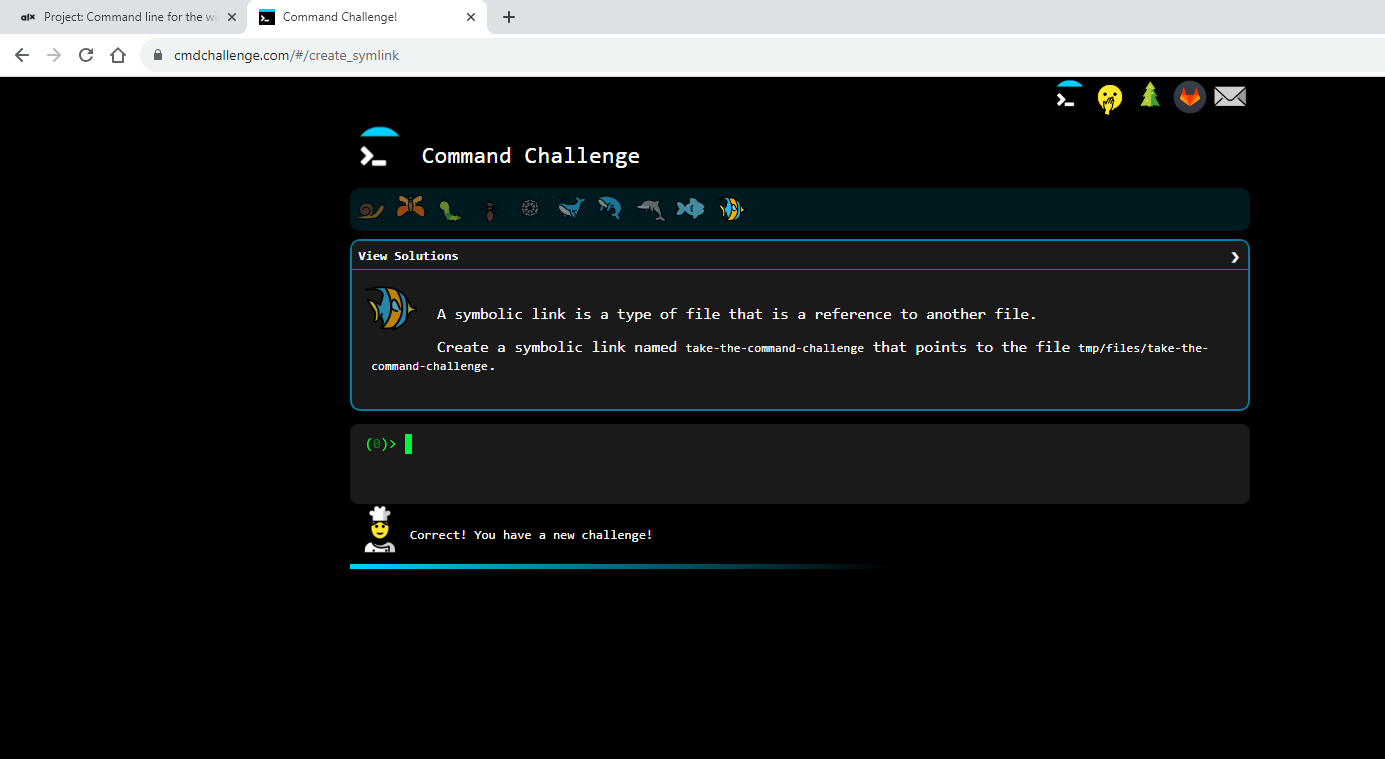 alx Project: Command line for the wi
Command Challenge!
cmdchallenge.com/#/create_symlink
Command Challenge
View Solutions
A symbolic link is a type of file that is a reference to another file.
Create a symbolic link named take-the-command-challenge that points to the file tmp/files/take-the-
command-challenge.
(0)>
Correct! You have a new challenge!